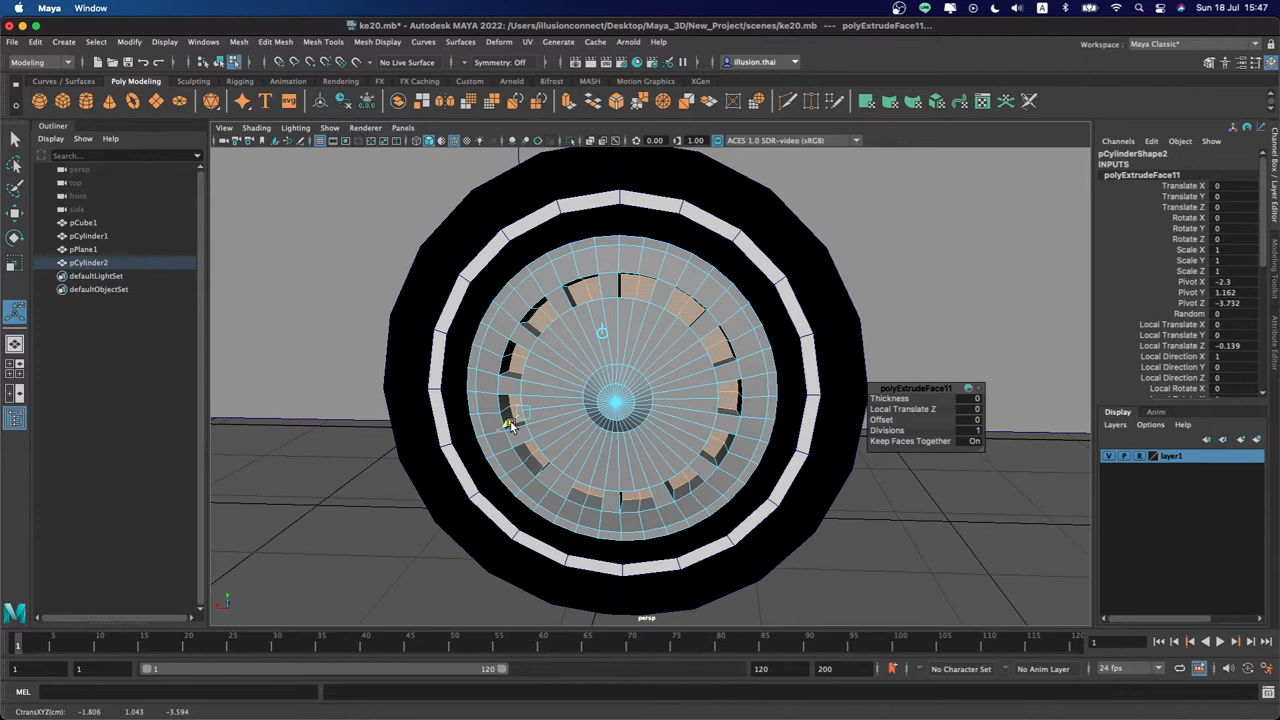 Maya Window A Sun 18 Jul 15:47
ke20.mb* - Autodesk MAYA 2022: /Users/illusionconnect/Desktop/Maya_3D/New_Project/scenes/ke20.mb --- polyExtrudeFace11...
File Edit Create Select Modify Display Windows Mesh Edit Mesh Mesh Tools Mesh Display Curves Surfaces Deform UV Generate Cache Arnold Help
Workspace : Maya Classic*
Modeling No Live Surface Symmetry: Off illusion.thai
Curves / Surfaces Poly Modeling Sculpting Rigging Animation Rendering FX FX Caching Custom Arnold Bifrost MASH Motion Graphics XGen
Outliner
Display Show Help
Search...
persp
top
front
side
pCube1
pCylinder1
pPlane1
pCylinder2
defaultLightSet
defaultObjectSet
View Shading Lighting Show Renderer Panels
0.00 1.00 ACES 1.0 SDR-video (sRGB)
polyExtrudeFace11
Thickness 0
Local Translate Z 0
Offset 0
Divisions 1
Keep Faces Together On
persp
Channels Edit Object Show
pCylinderShape2
INPUTS
polyExtrudeFace11
Translate X 0
Translate Y 0
Translate Z 0
Rotate X 0
Rotate Y 0
Rotate Z 0
Scale X 1
Scale Y 1
Scale Z 1
Pivot X -2.3
Pivot Y 1.162
Pivot Z -3.732
Random 0
Local Translate X 0
Local Translate Y 0
Local Translate Z -0.139
Local Direction X 1
Local Direction Y 0
Local Direction Z 0
Local Rotate X 0
Channel Box / Layer Editor
Modeling Toolkit
Attribute Editor
Display Anim
Layers Options Help
V P R layer1
1 5 10 15 20 25 30 35 40 45 50 55 60 65 70 75 80 85 90 95 100 105 110 115 120
1
1 1 1 120 120 200 No Character Set No Anim Layer 24 fps
MEL
CtransXYZ(cm): -1.806 1.043 -3.594